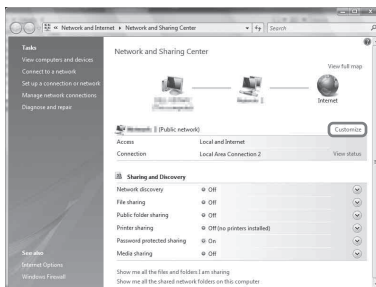 « Network and Internet ▸ Network and Sharing Center
Search
Tasks
View computers and devices
Connect to a network
Set up a connection or network
Manage network connections
Diagnose and repair
See also
Internet Options
Windows Firewall
Network and Sharing Center
View full map
Internet
(Public network)
Customize
Access Local and Internet
Connection Local Area Connection 2 View status
Sharing and Discovery
Network discovery Off
File sharing Off
Public folder sharing Off
Printer sharing Off (no printers installed)
Password protected sharing On
Media sharing Off
Show me all the files and folders I am sharing
Show me all the shared network folders on this computer